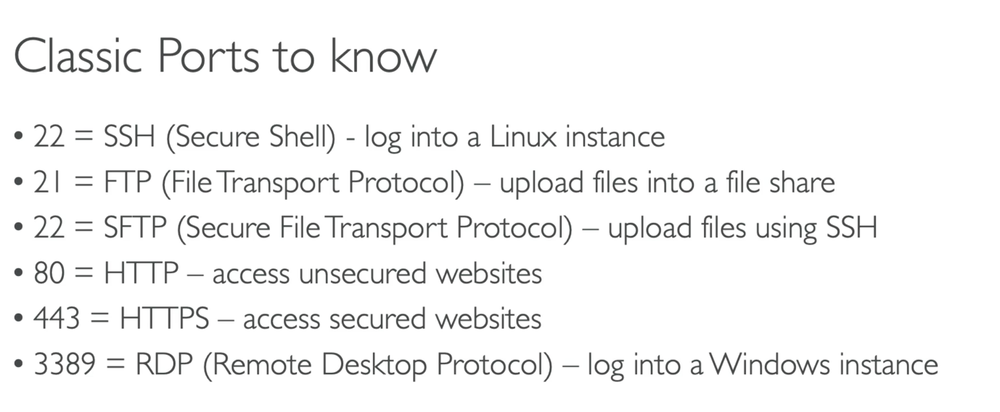 Classic Ports to know
• 22 = SSH (Secure Shell) - log into a Linux instance
• 21 = FTP (File Transport Protocol) – upload files into a file share
• 22 = SFTP (Secure File Transport Protocol) – upload files using SSH
• 80 = HTTP – access unsecured websites
• 443 = HTTPS – access secured websites
• 3389 = RDP (Remote Desktop Protocol) – log into a Windows instance